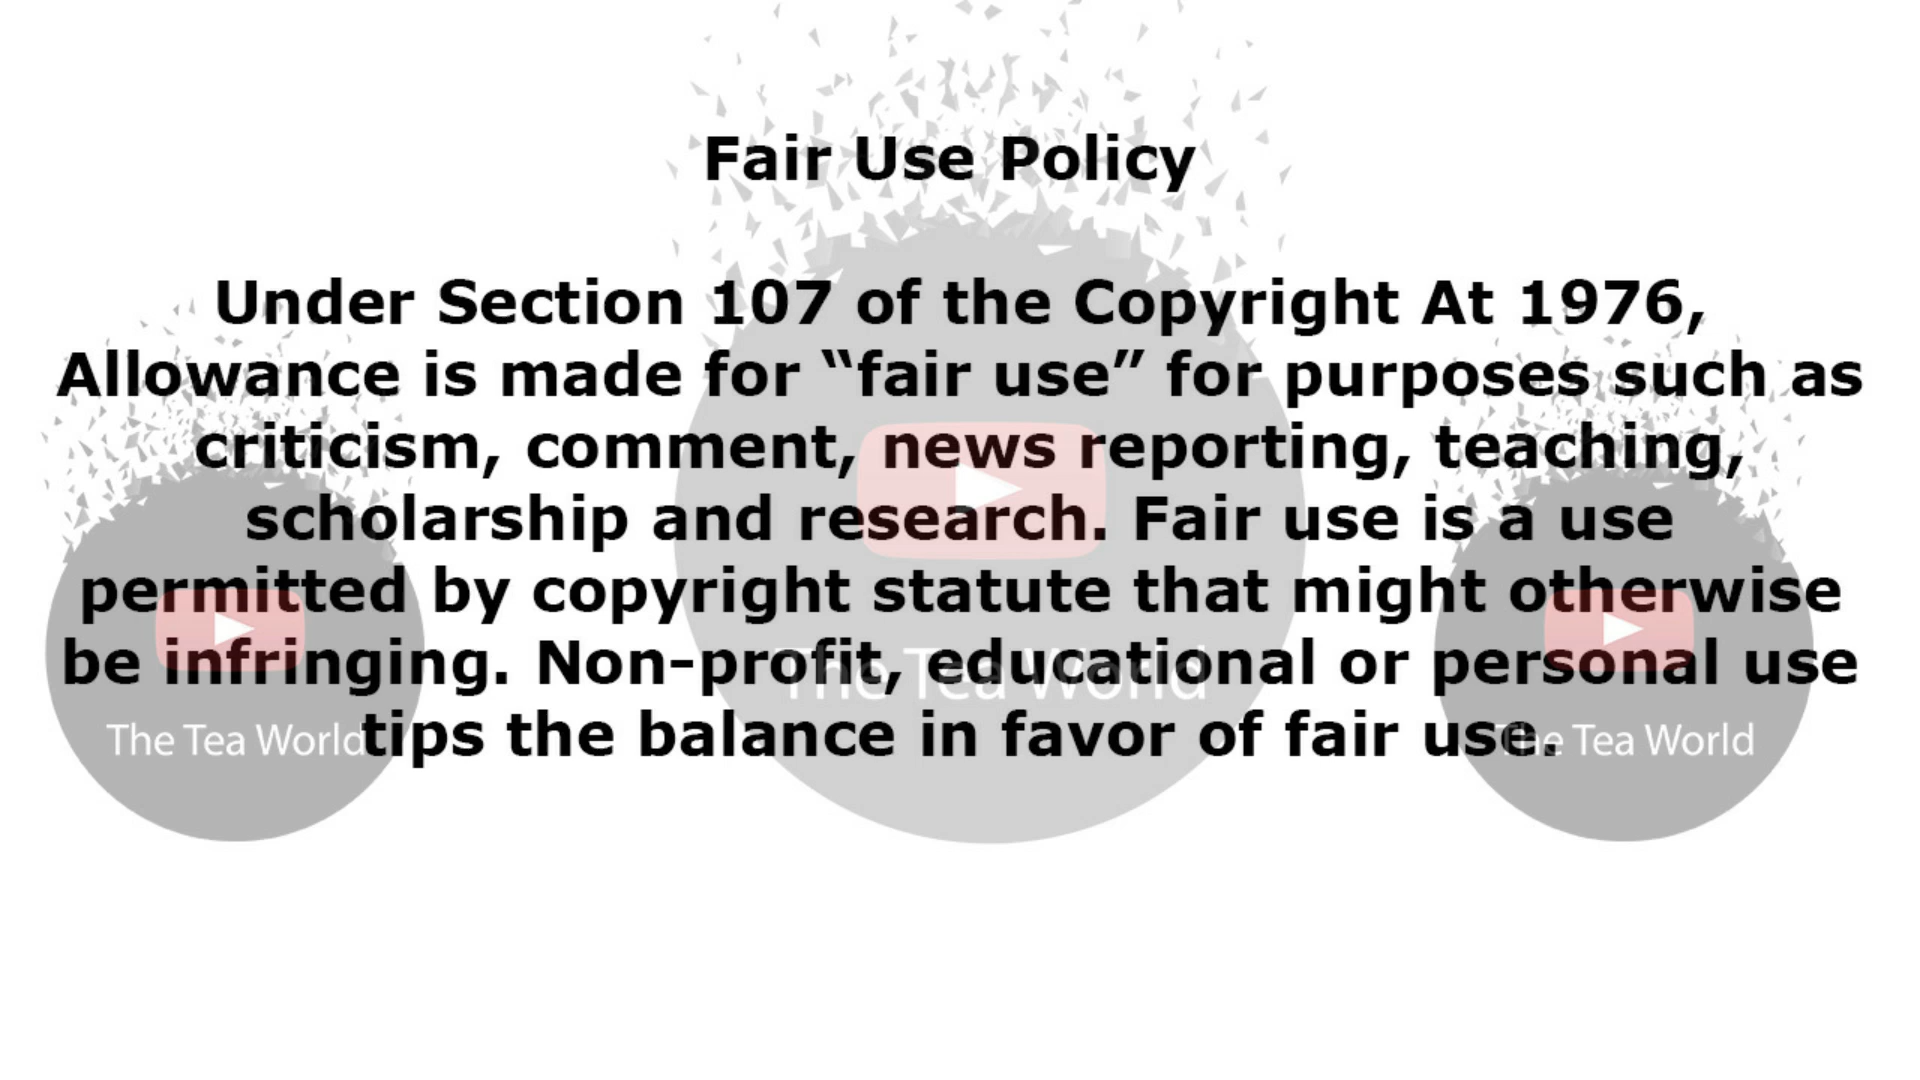 Fair Use Policy
Under Section 107 of the Copyright At 1976,
Allowance is made for “fair use” for purposes such as
criticism, comment, news reporting, teaching,
scholarship and research. Fair use is a use
permitted by copyright statute that might otherwise
be infringing. Non-profit, educational or personal use
tips the balance in favor of fair use.
The Tea World
The Tea World
The Tea World